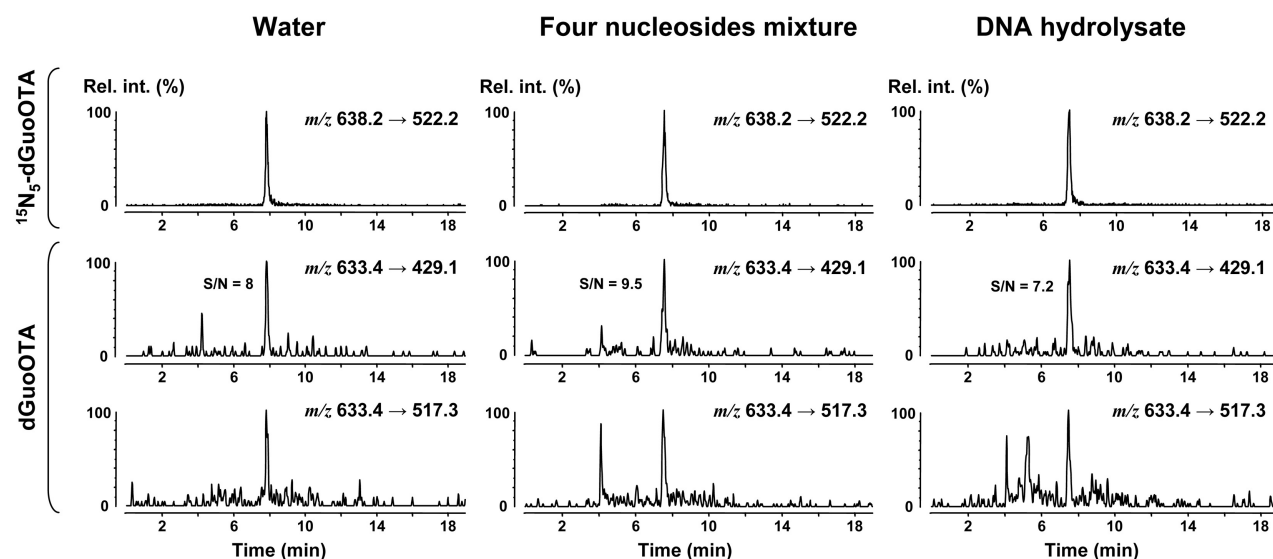 Water Four nucleosides mixture DNA hydrolysate
¹⁵N₅-dGuoOTA
Rel. int. (%) Rel. int. (%) Rel. int. (%)
100 m/z 638.2 → 522.2 100 m/z 638.2 → 522.2 100 m/z 638.2 → 522.2
0 0 0
2 6 10 14 18 2 6 10 14 18 2 6 10 14 18
dGuoOTA
100 m/z 633.4 → 429.1 100 m/z 633.4 → 429.1 100 m/z 633.4 → 429.1
S/N = 8 S/N = 9.5 S/N = 7.2
0 0 0
2 6 10 14 18 2 6 10 14 18 2 6 10 14 18
100 m/z 633.4 → 517.3 100 m/z 633.4 → 517.3 100 m/z 633.4 → 517.3
0 0 0
2 6 10 14 18 2 6 10 14 18 2 6 10 14 18
Time (min) Time (min) Time (min)